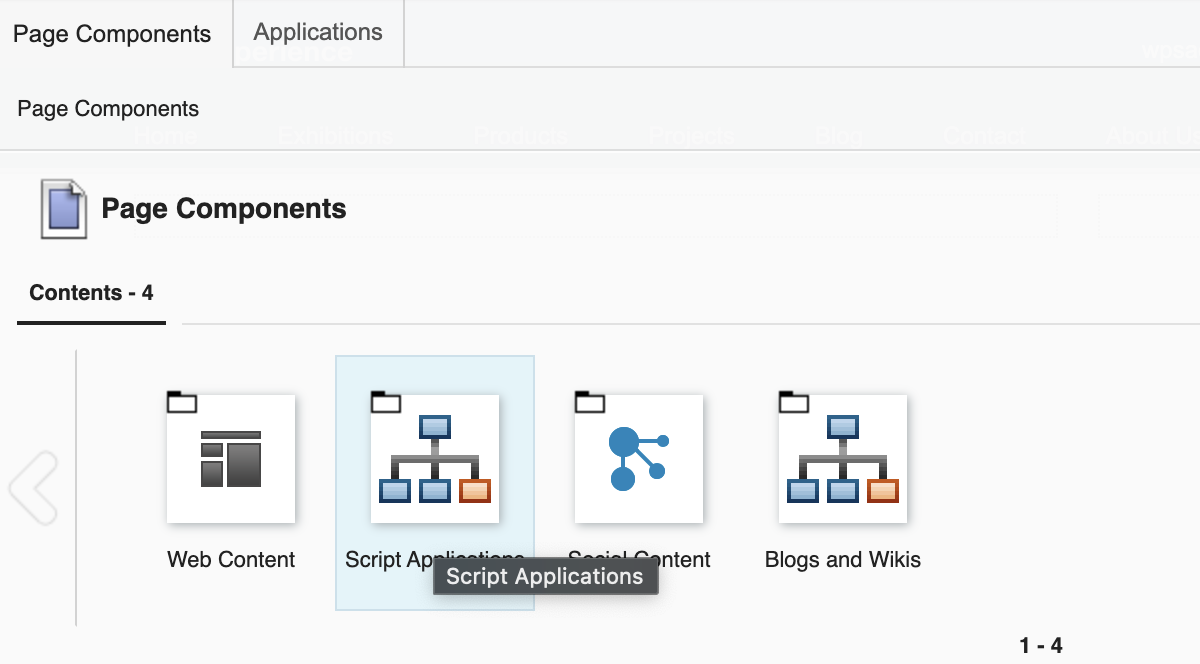 Page Components Applications
Page Components
Home Exhibitions Products Projects Blog Contact About U
Page Components
Contents - 4
Web Content Script Applications Social Content Blogs and Wikis
Script Applications
1 - 4